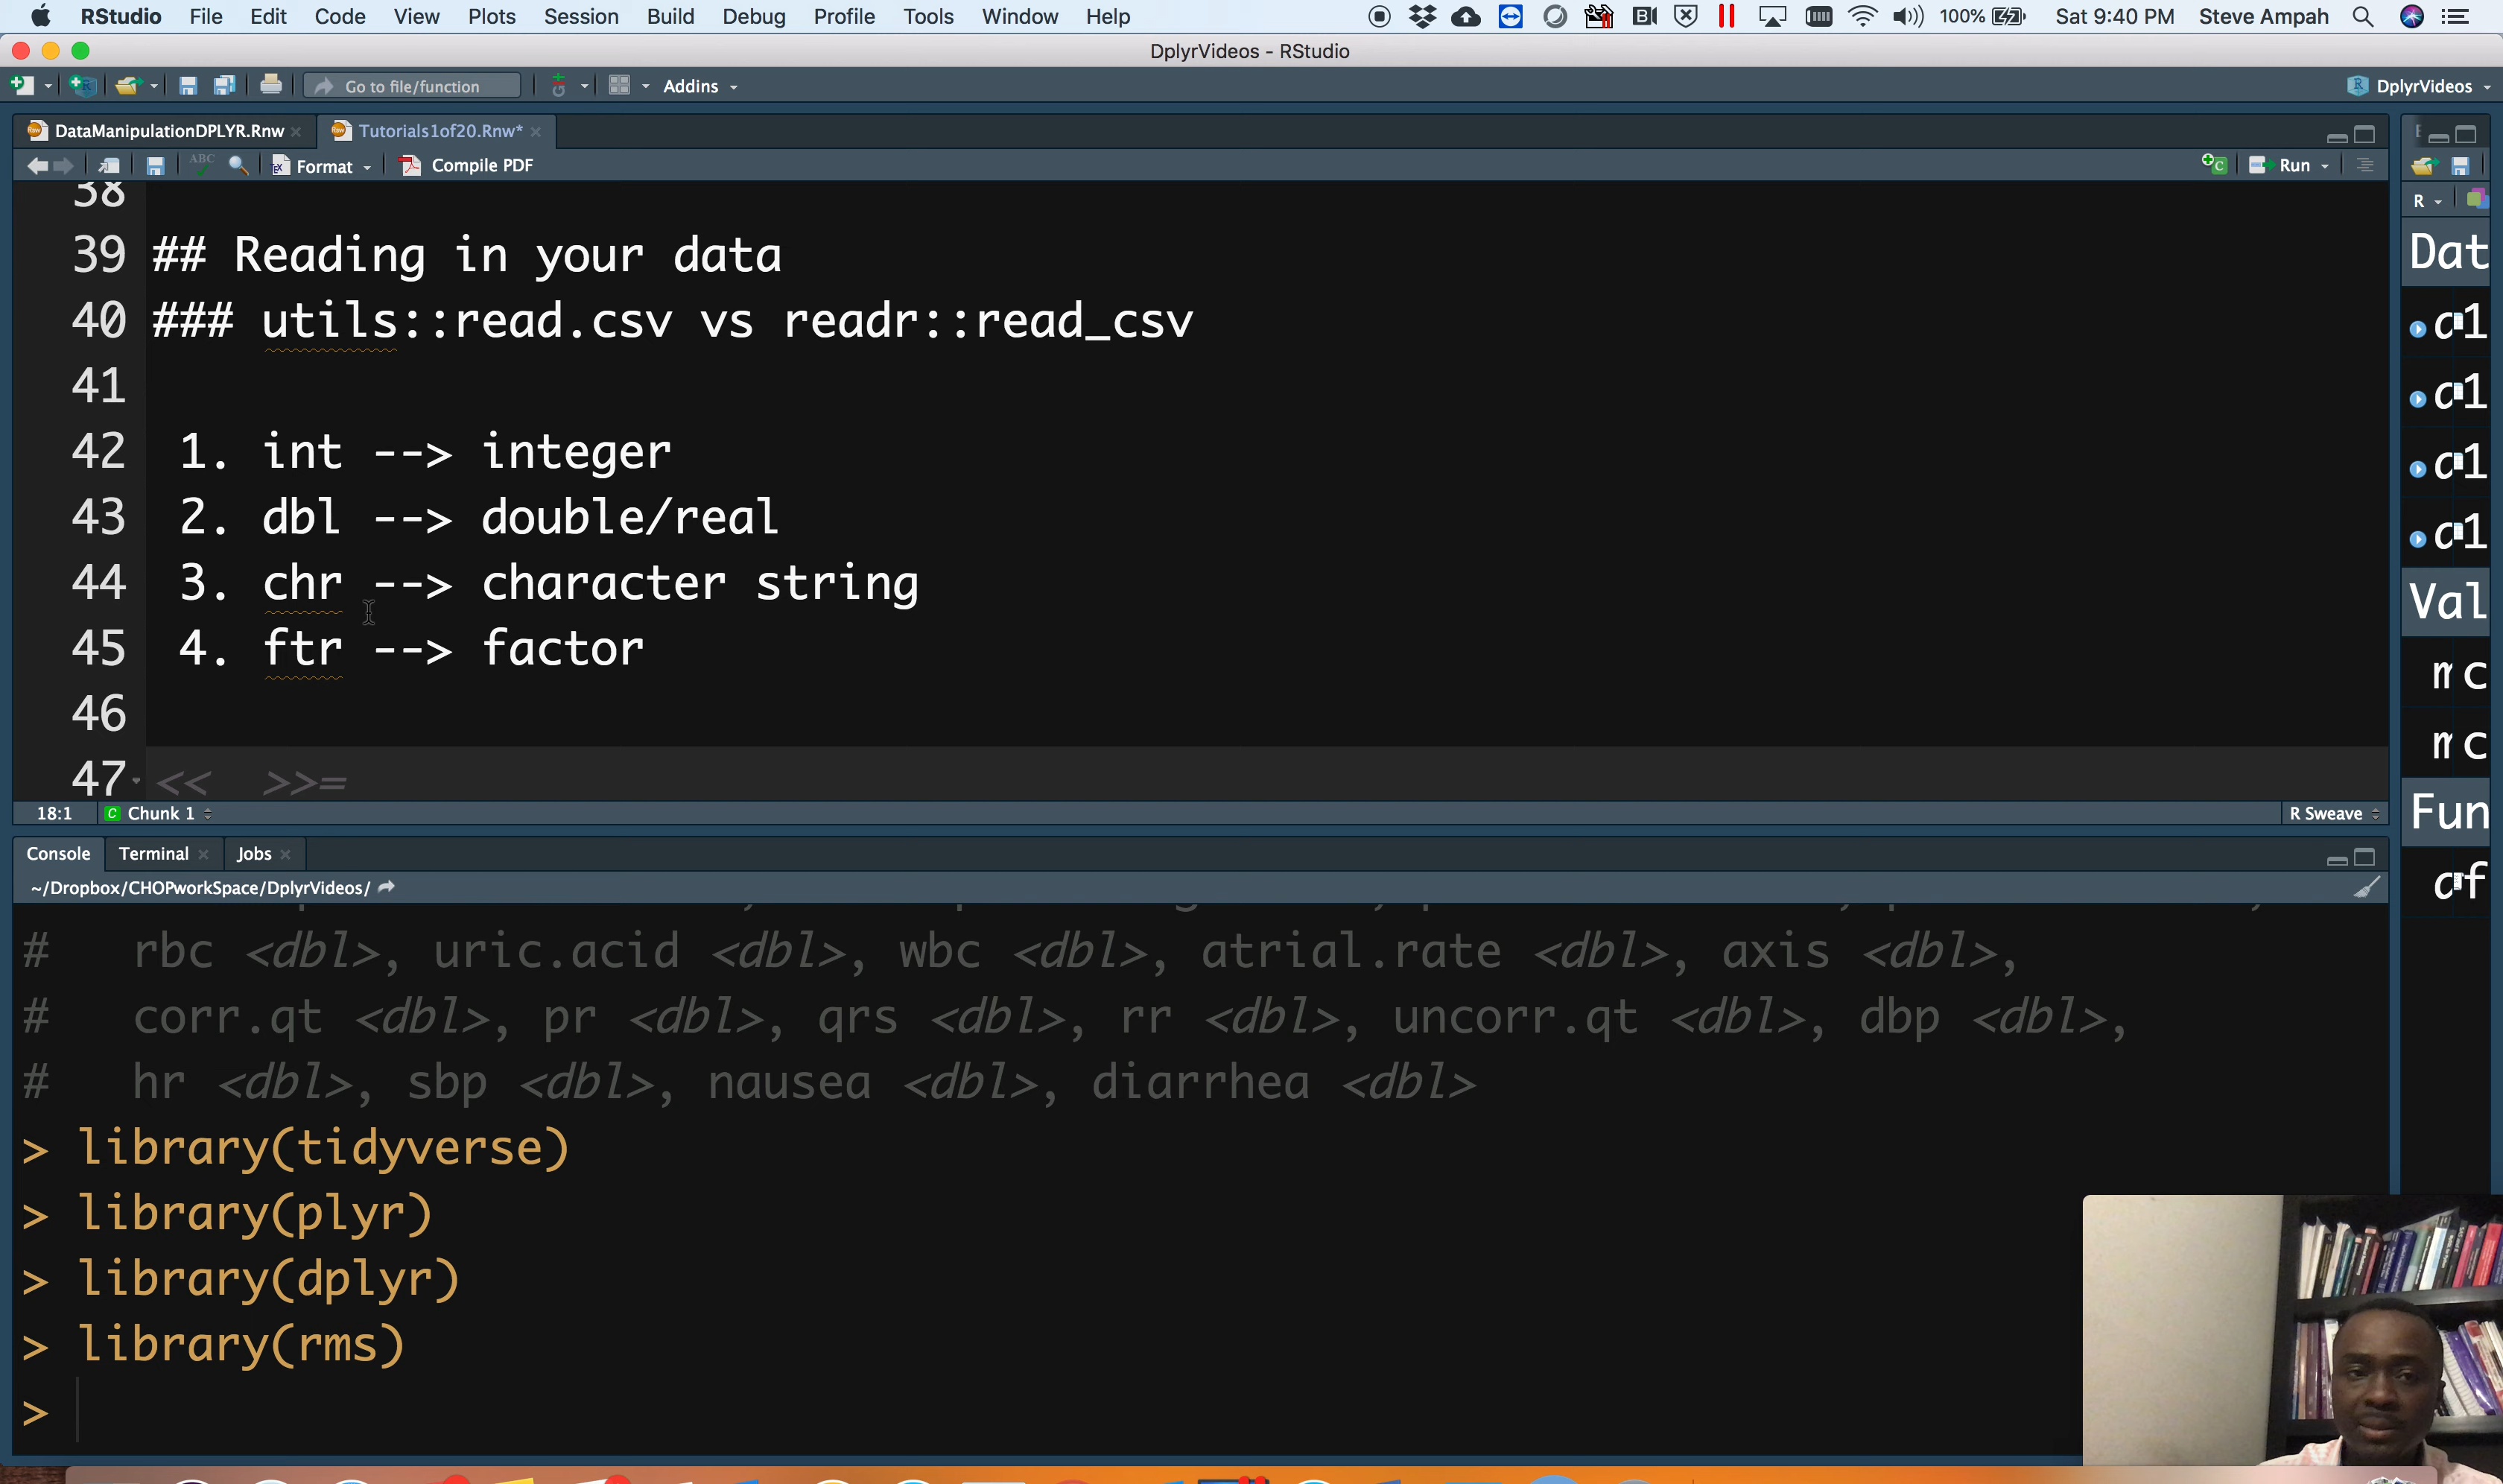 RStudio File Edit Code View Plots Session Build Debug Profile Tools Window Help 100% Sat 9:40 PM Steve Ampah
DplyrVideos - RStudio
Go to file/function Addins DplyrVideos
DataManipulationDPLYR.Rnw Tutorials1of20.Rnw*
ABC Format Compile PDF Run
38
39 ## Reading in your data
40 ### utils::read.csv vs readr::read_csv
41
42 1. int --> integer
43 2. dbl --> double/real
44 3. chr --> character string
45 4. ftr --> factor
46
47 << >>=
18:1 C Chunk 1 R Sweave
R
Dat
Val
Fun
Console Terminal Jobs
~/Dropbox/CHOPworkSpace/DplyrVideos/
# rbc <dbl>, uric.acid <dbl>, wbc <dbl>, atrial.rate <dbl>, axis <dbl>,
# corr.qt <dbl>, pr <dbl>, qrs <dbl>, rr <dbl>, uncorr.qt <dbl>, dbp <dbl>,
# hr <dbl>, sbp <dbl>, nausea <dbl>, diarrhea <dbl>
> library(tidyverse)
> library(plyr)
> library(dplyr)
> library(rms)
>